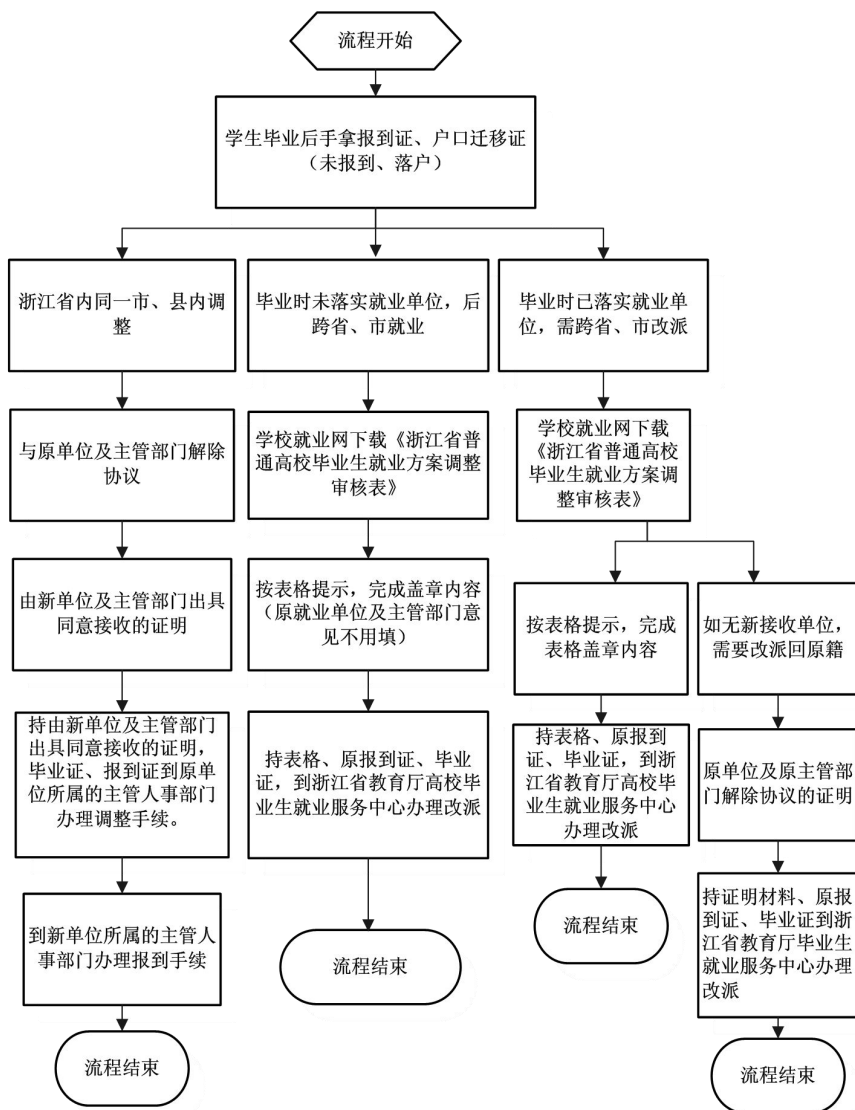 流程开始
学生毕业后手拿报到证、户口迁移证
（未报到、落户）
浙江省内同一市、县内调
整
毕业时未落实就业单位，后
跨省、市就业
毕业时已落实就业单
位，需跨省、市改派
与原单位及主管部门解除
协议
学校就业网下载《浙江省普
通高校毕业生就业方案调整
审核表》
学校就业网下载
《浙江省普通高校
毕业生就业方案调
整审核表》
由新单位及主管部门出具
同意接收的证明
按表格提示，完成盖章内容
（原就业单位及主管部门意
见不用填）
按表格提示，完成
表格盖章内容
如无新接收单位，
需要改派回原籍
持由新单位及主管部门
出具同意接收的证明，
毕业证、报到证到原单
位所属的主管人事部门
办理调整手续。
持表格、原报到证、毕业
证，到浙江省教育厅高校毕
业生就业服务中心办理改派
持表格、原报到
证、毕业证，到浙
江省教育厅高校毕
业生就业服务中心
办理改派
原单位及原主管部
门解除协议的证明
到新单位所属的主管人
事部门办理报到手续
流程结束
流程结束
持证明材料、原报
到证、毕业证到浙
江省教育厅毕业生
就业服务中心办理
改派
流程结束
流程结束